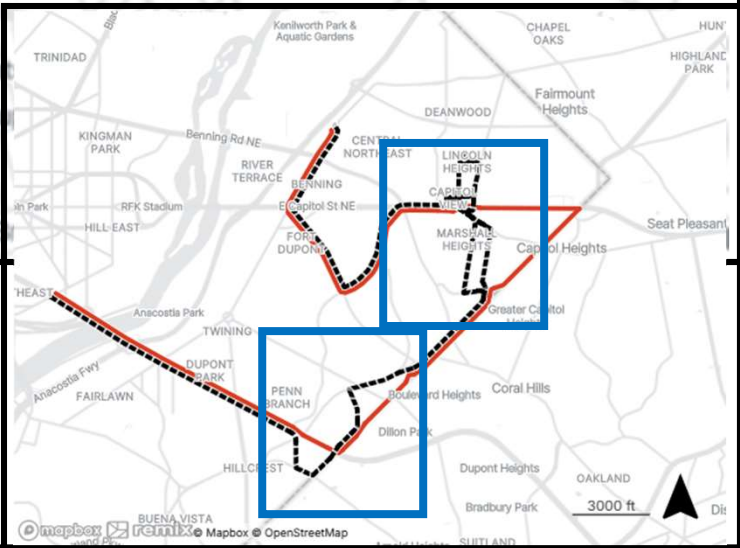 Kenilworth Park &
Aquatic Gardens
CHAPEL
OAKS
TRINIDAD
HIGHLAND
PARK
Fairmount
Heights
DEANWOOD
KINGMAN
PARK
Benning Rd NE
CENTRAL
NORTHEAST
LINCOLN
HEIGHTS
RIVER
TERRACE
BENNING
CAPITOL
VIEW
E Capitol St NE
RFK Stadium
HILL EAST
Seat Pleasant
FORT
DUPONT
MARSHALL
HEIGHTS
Capitol Heights
Anacostia Park
Greater Capitol
TWINING
Anacostia Fwy
DUPONT
PARK
FAIRLAWN
PENN
BRANCH
Boulevard Heights
Coral Hills
Dillon Park
HILLCREST
Dupont Heights
OAKLAND
Bradbury Park
3000 ft
BUENA VISTA
mapbox remix © Mapbox © OpenStreetMap
SUITLAND